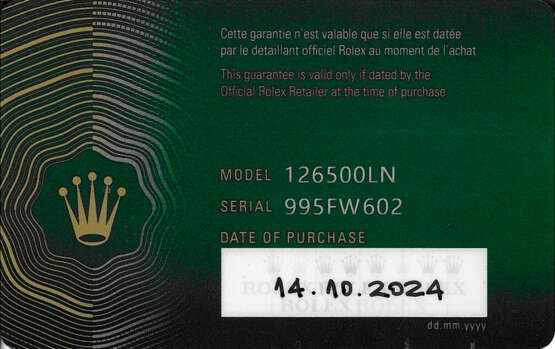 Cette garantie n'est valable que si elle est datée
par le détaillant officiel Rolex au moment de l'achat
This guarantee is valid only if dated by the
Official Rolex Retailer at the time of purchase
MODEL 126500LN
SERIAL 995FW602
DATE OF PURCHASE
14.10.2024
ROLEX ROLEX
dd.mm.yyyy